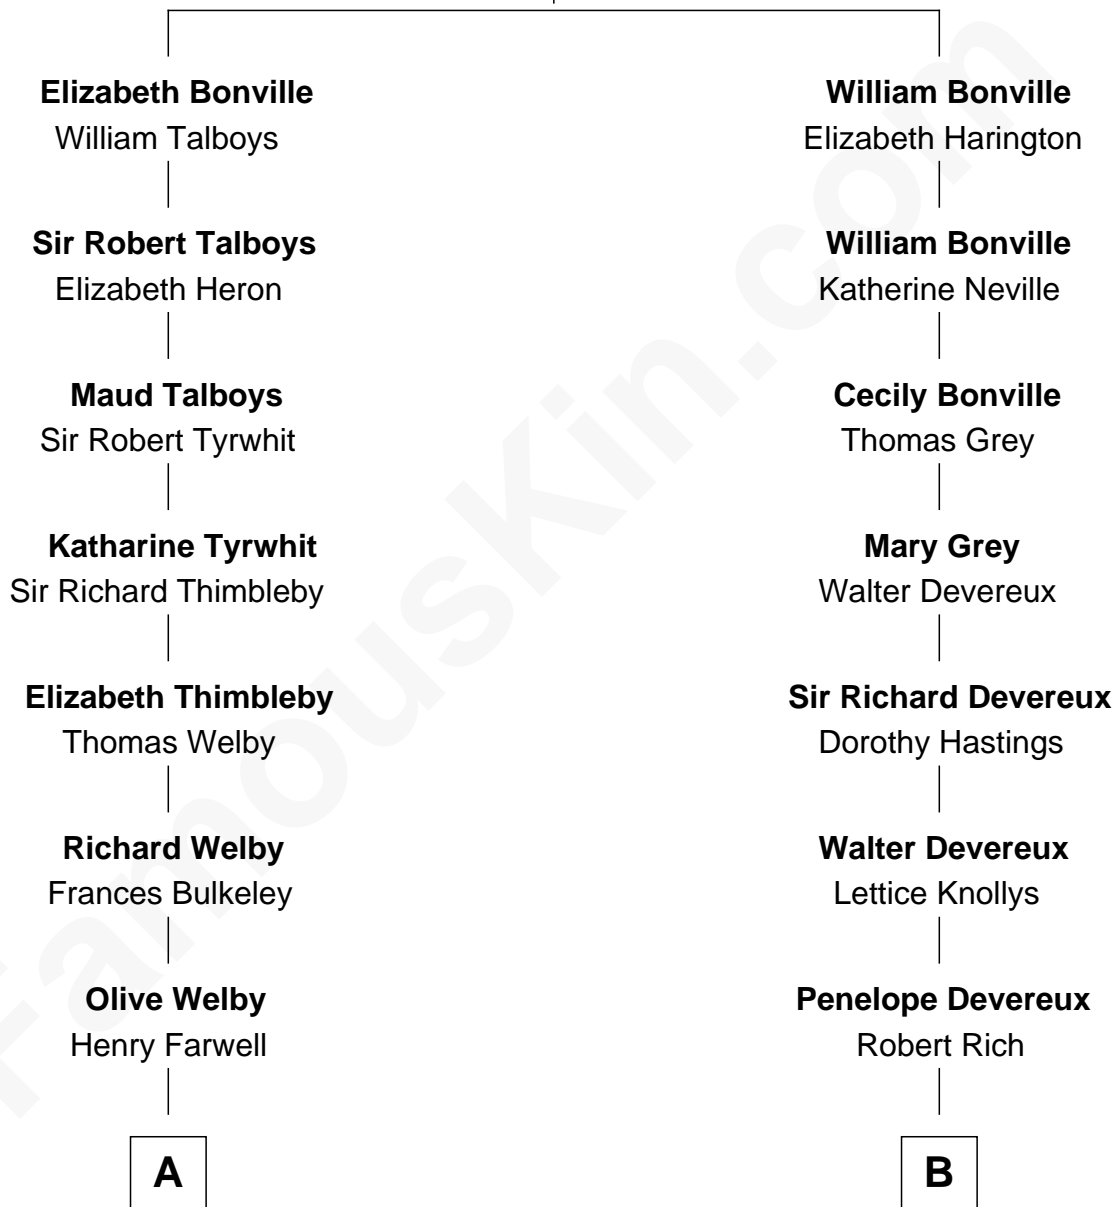 Elizabeth Bonville
William Talboys
Sir Robert Talboys
Elizabeth Heron
Maud Talboys
Sir Robert Tyrwhit
Katharine Tyrwhit
Sir Richard Thimbleby
Elizabeth Thimbleby
Thomas Welby
Richard Welby
Frances Bulkeley
Olive Welby
Henry Farwell
A
William Bonville
Elizabeth Harington
William Bonville
Katherine Neville
Cecily Bonville
Thomas Grey
Mary Grey
Walter Devereux
Sir Richard Devereux
Dorothy Hastings
Walter Devereux
Lettice Knollys
Penelope Devereux
Robert Rich
B
FamousKin.com